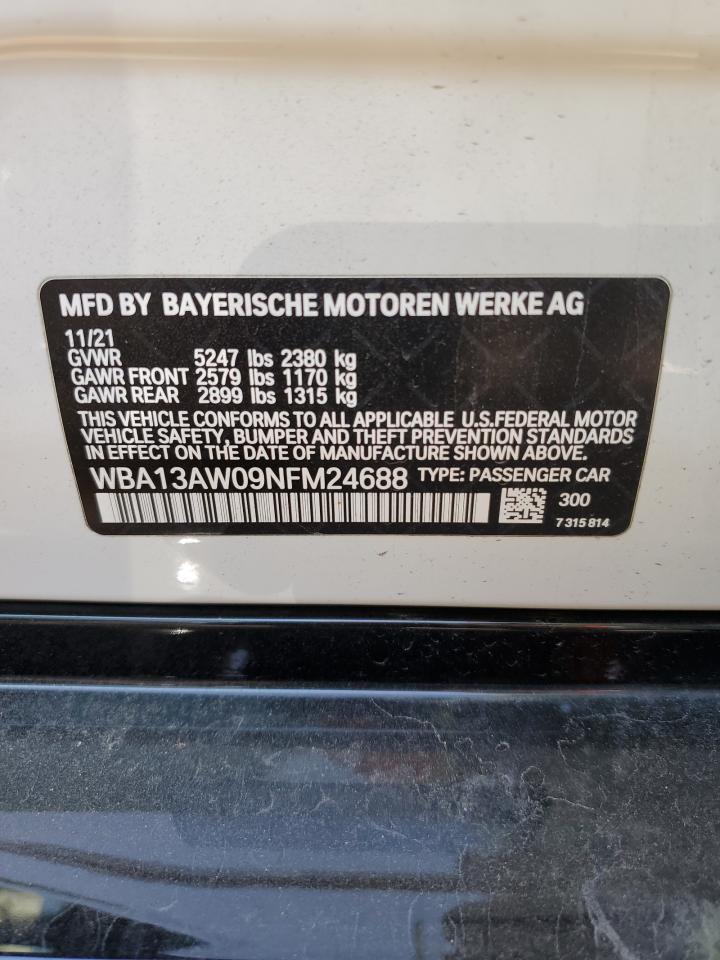 MFD BY BAYERISCHE MOTOREN WERKE AG
11/21
GVWR 5247 lbs 2380 kg
GAWR FRONT 2579 lbs 1170 kg
GAWR REAR 2899 lbs 1315 kg
THIS VEHICLE CONFORMS TO ALL APPLICABLE U.S.FEDERAL MOTOR
VEHICLE SAFETY, BUMPER AND THEFT PREVENTION STANDARDS
IN EFFECT ON THE DATE OF MANUFACTURE SHOWN ABOVE.
WBA13AW09NFM24688 TYPE: PASSENGER CAR
300
7 315 814